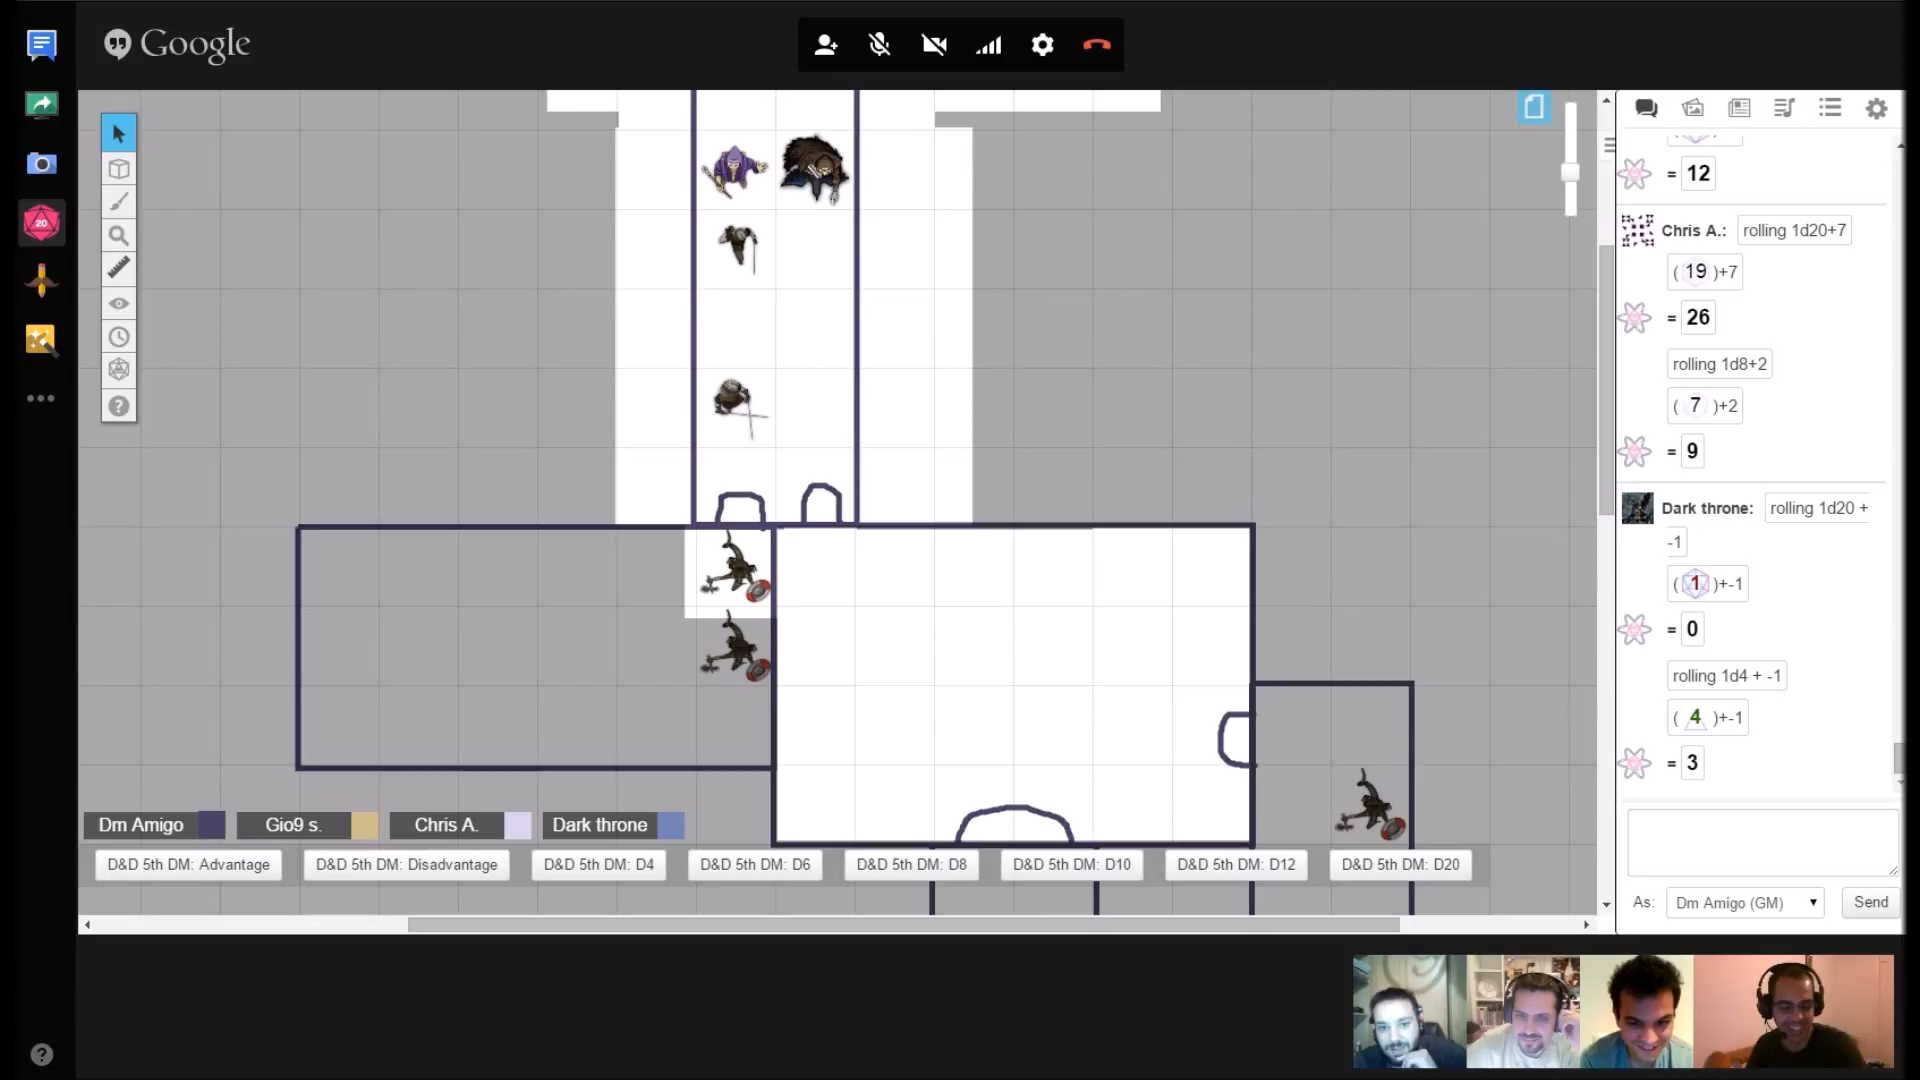 Google
= 12
Chris A.: rolling 1d20+7
( 19 )+7
= 26
rolling 1d8+2
( 7 )+2
= 9
Dark throne: rolling 1d20 +
-1
( 1 )+-1
= 0
rolling 1d4 + -1
( 4 )+-1
= 3
20
Dm Amigo
Gio9 s.
Chris A.
Dark throne
D&D 5th DM: Advantage
D&D 5th DM: Disadvantage
D&D 5th DM: D4
D&D 5th DM: D6
D&D 5th DM: D8
D&D 5th DM: D10
D&D 5th DM: D12
D&D 5th DM: D20
As: Dm Amigo (GM)
Send